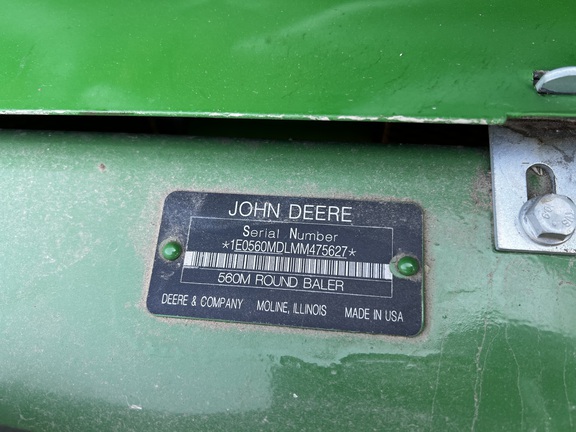 JOHN DEERE
Serial Number
*1E0560MDLMM475627*
560M ROUND BALER
DEERE & COMPANY MOLINE, ILLINOIS MADE IN USA